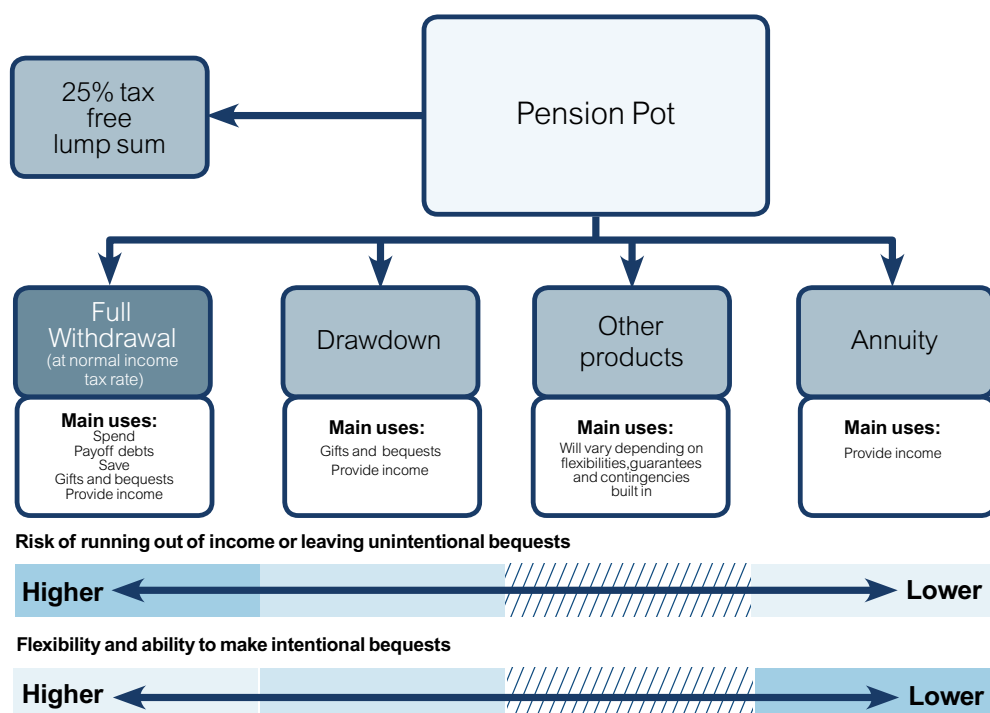 25% tax
free
lump sum
Pension Pot
Full
Withdrawal
(at normal income
tax rate)
Drawdown
Other
products
Annuity
Main uses:
Spend
Payoff debts
Save
Gifts and bequests
Provide income
Main uses:
Gifts and bequests
Provide income
Main uses:
Will vary depending on
flexibilities,guarantees
and contingencies
built in
Main uses:
Provide income
Risk of running out of income or leaving unintentional bequests
Higher
Lower
Flexibility and ability to make intentional bequests
Higher
Lower